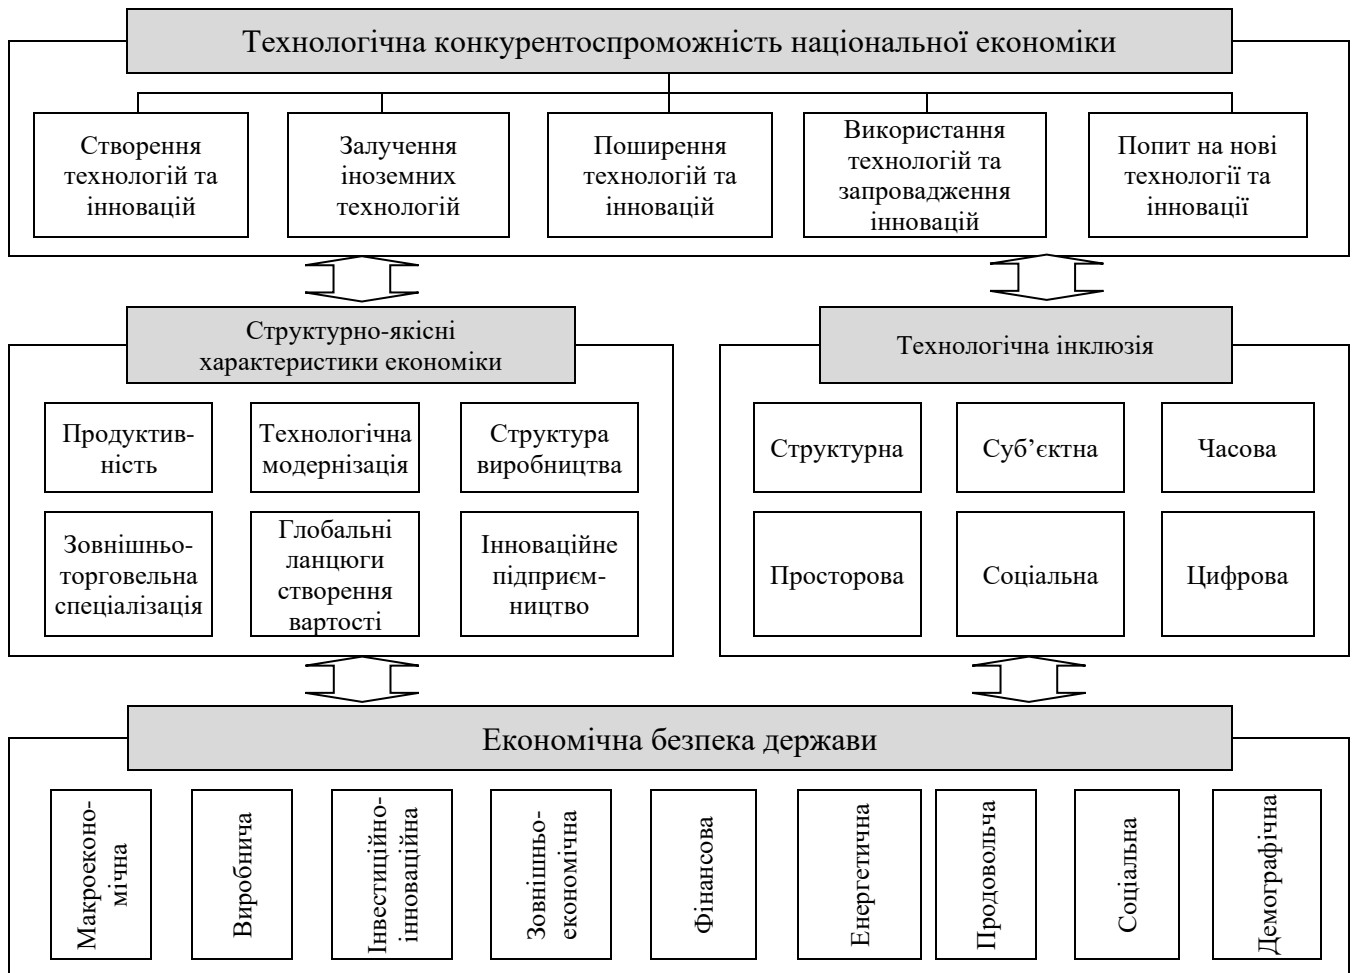 Технологічна конкурентоспроможність національної економіки
Створення
технологій та
інновацій
Залучення
іноземних
технологій
Поширення
технологій та
інновацій
Використання
технологій та
запровадження
інновацій
Попит на нові
технології та
інновації
Структурно-якісні
характеристики економіки
Продуктив-
ність
Технологічна
модернізація
Структура
виробництва
Зовнішньо-
торговельна
спеціалізація
Глобальні
ланцюги
створення
вартості
Інноваційне
підприєм-
ництво
Технологічна інклюзія
Структурна
Суб’єктна
Часова
Просторова
Соціальна
Цифрова
Економічна безпека держави
Макроеконо-
мічна
Виробнича
Інвестиційно-
інноваційна
Зовнішньо-
економічна
Фінансова
Енергетична
Продовольча
Соціальна
Демографічна